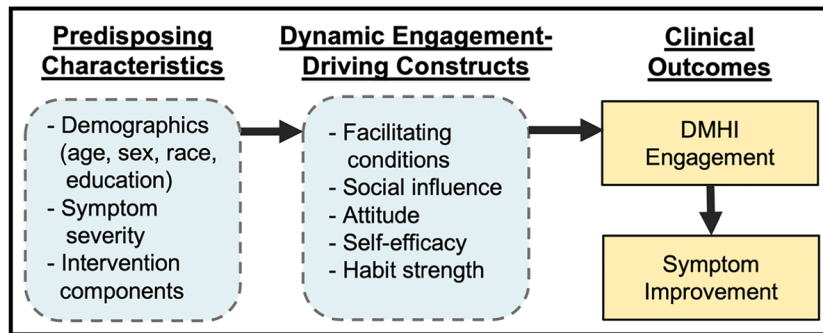 Predisposing
Characteristics
- Demographics
(age, sex, race,
education)
- Symptom
severity
- Intervention
components
Dynamic Engagement-
Driving Constructs
- Facilitating
conditions
- Social influence
- Attitude
- Self-efficacy
- Habit strength
Clinical
Outcomes
DMHI
Engagement
Symptom
Improvement